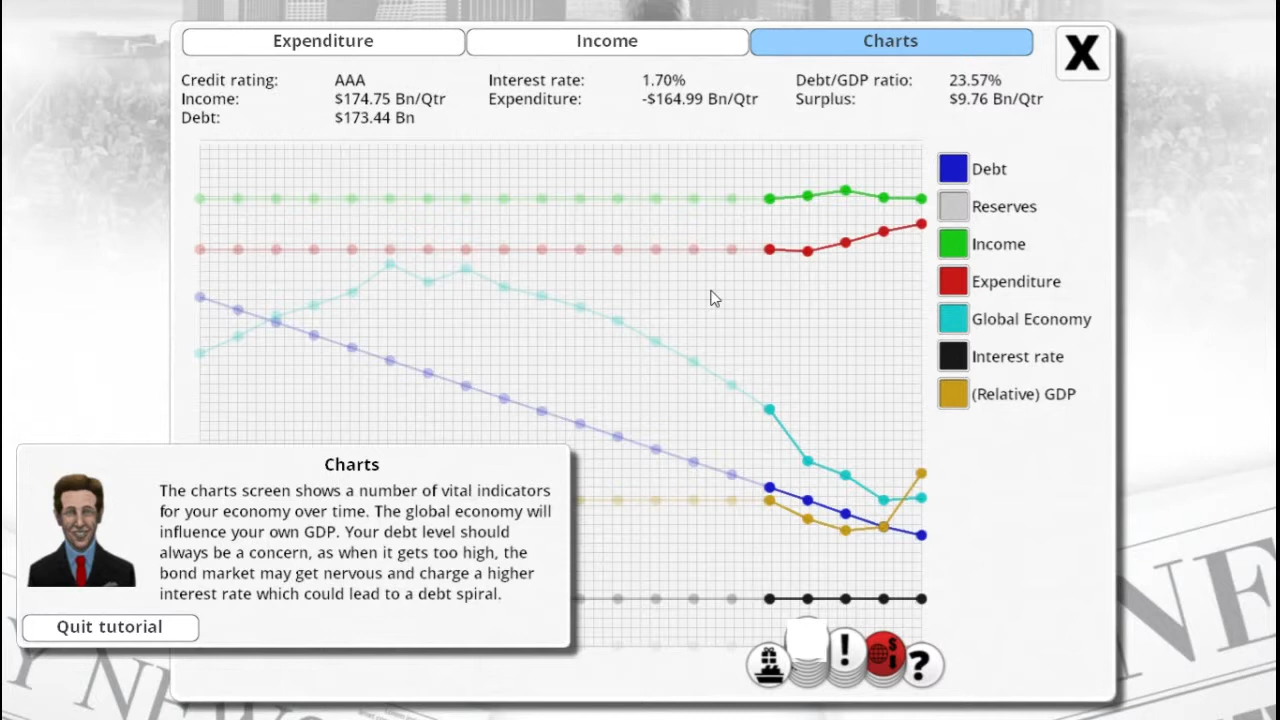 Expenditure
Income
Charts
X
Credit rating: AAA
Interest rate: 1.70%
Debt/GDP ratio: 23.57%
Income: $174.75 Bn/Qtr
Expenditure: -$164.99 Bn/Qtr
Surplus: $9.76 Bn/Qtr
Debt: $173.44 Bn
Debt
Reserves
Income
Expenditure
Global Economy
Interest rate
(Relative) GDP
Charts
The charts screen shows a number of vital indicators
for your economy over time. The global economy will
influence your own GDP. Your debt level should
always be a concern, as when it gets too high, the
bond market may get nervous and charge a higher
interest rate which could lead to a debt spiral.
Quit tutorial
!
$
?
NEWS
NEWS